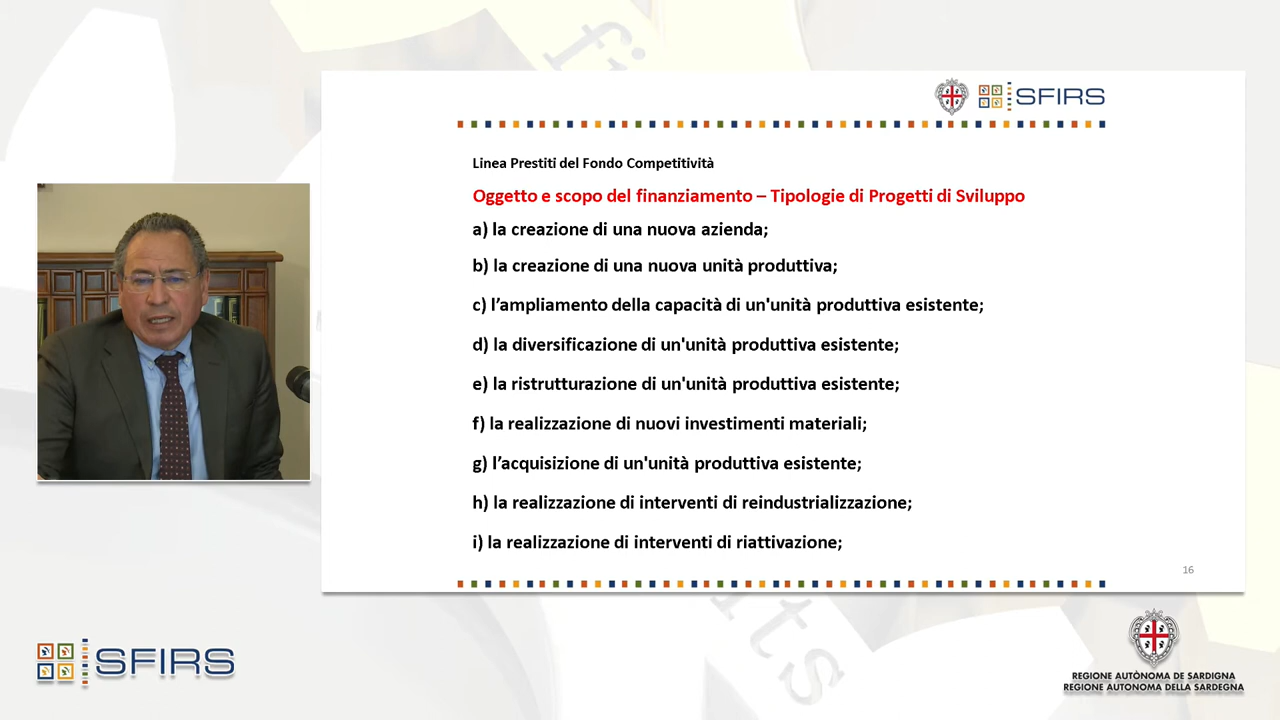 SFIRS
Linea Prestiti del Fondo Competitività
Oggetto e scopo del finanziamento – Tipologie di Progetti di Sviluppo
a) la creazione di una nuova azienda;
b) la creazione di una nuova unità produttiva;
c) l’ampliamento della capacità di un'unità produttiva esistente;
d) la diversificazione di un'unità produttiva esistente;
e) la ristrutturazione di un'unità produttiva esistente;
f) la realizzazione di nuovi investimenti materiali;
g) l’acquisizione di un'unità produttiva esistente;
h) la realizzazione di interventi di reindustrializzazione;
i) la realizzazione di interventi di riattivazione;
16
SFIRS
REGIONE AUTÒNOMA DE SARDIGNA
REGIONE AUTONOMA DELLA SARDEGNA